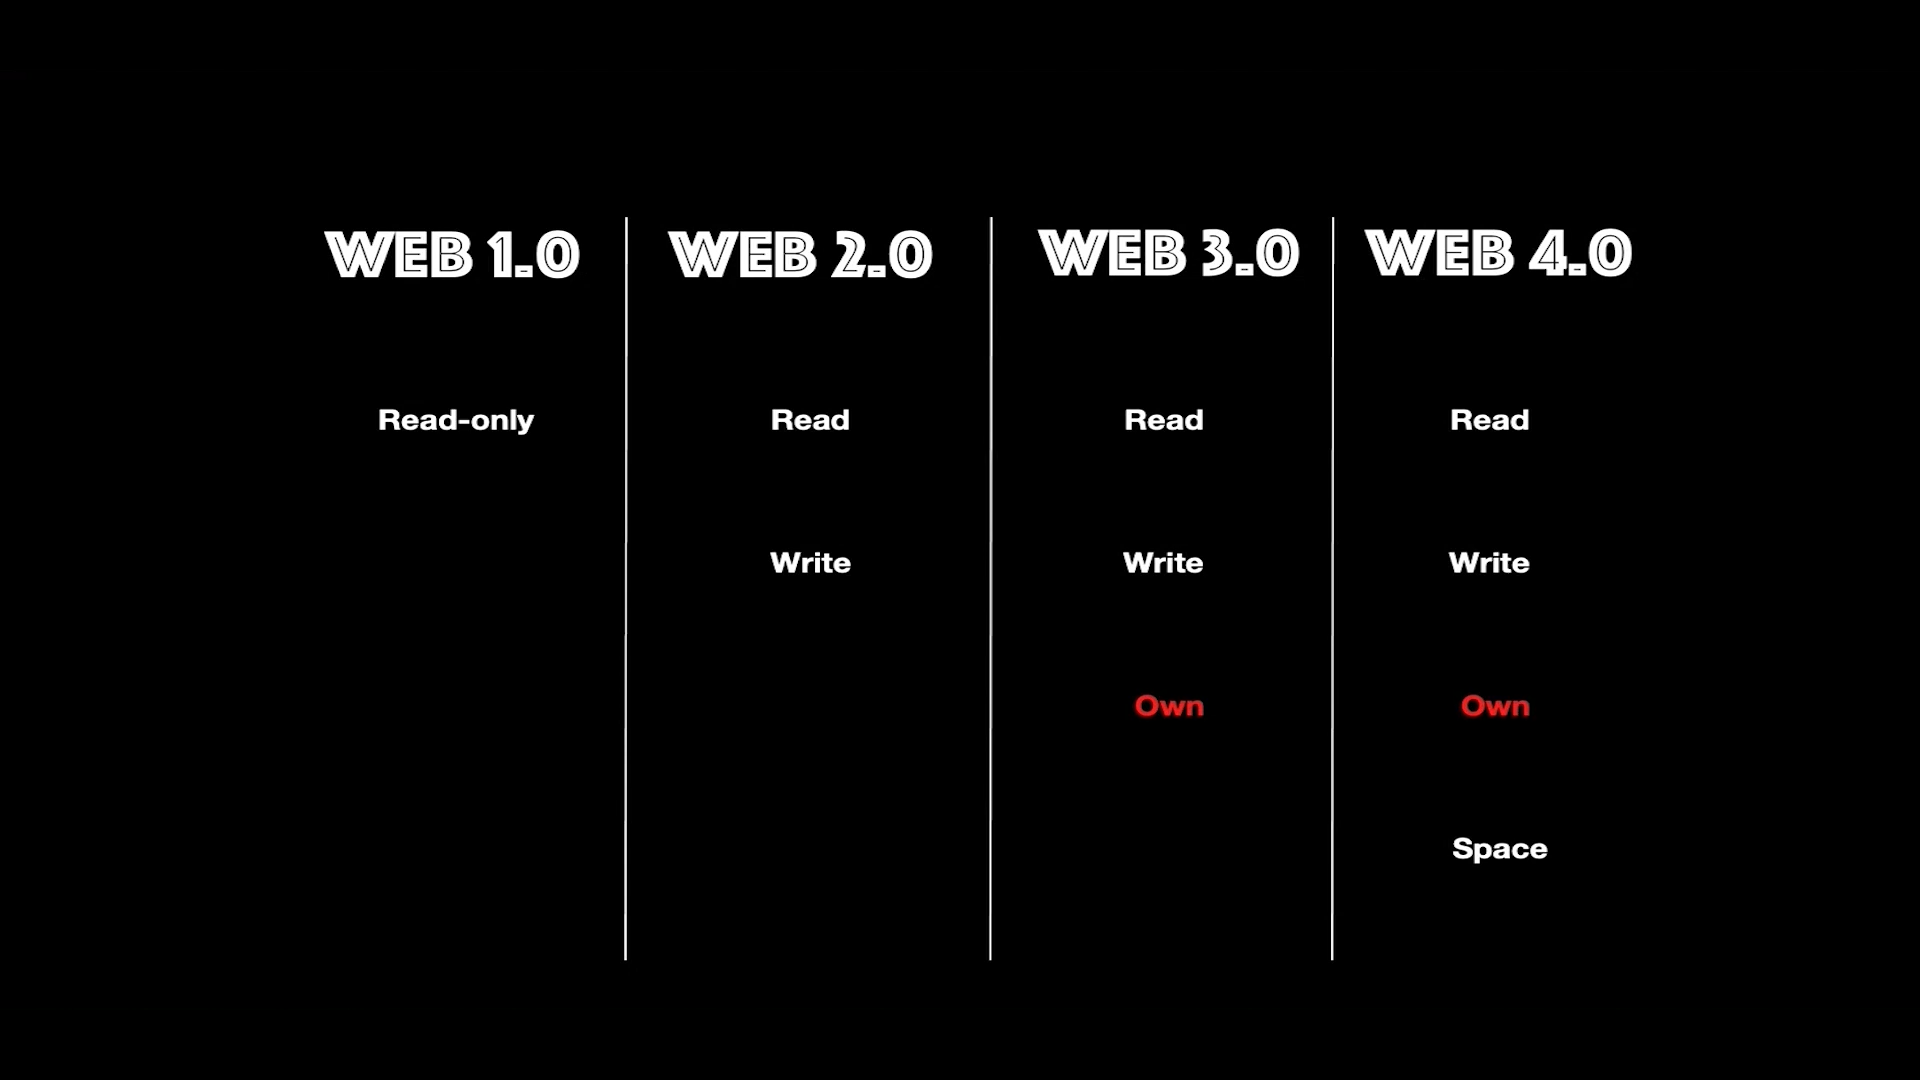 WEB 1.0
Read-only
WEB 2.0
Read
Write
WEB 3.0
Read
Write
Own
WEB 4.0
Read
Write
Own
Space